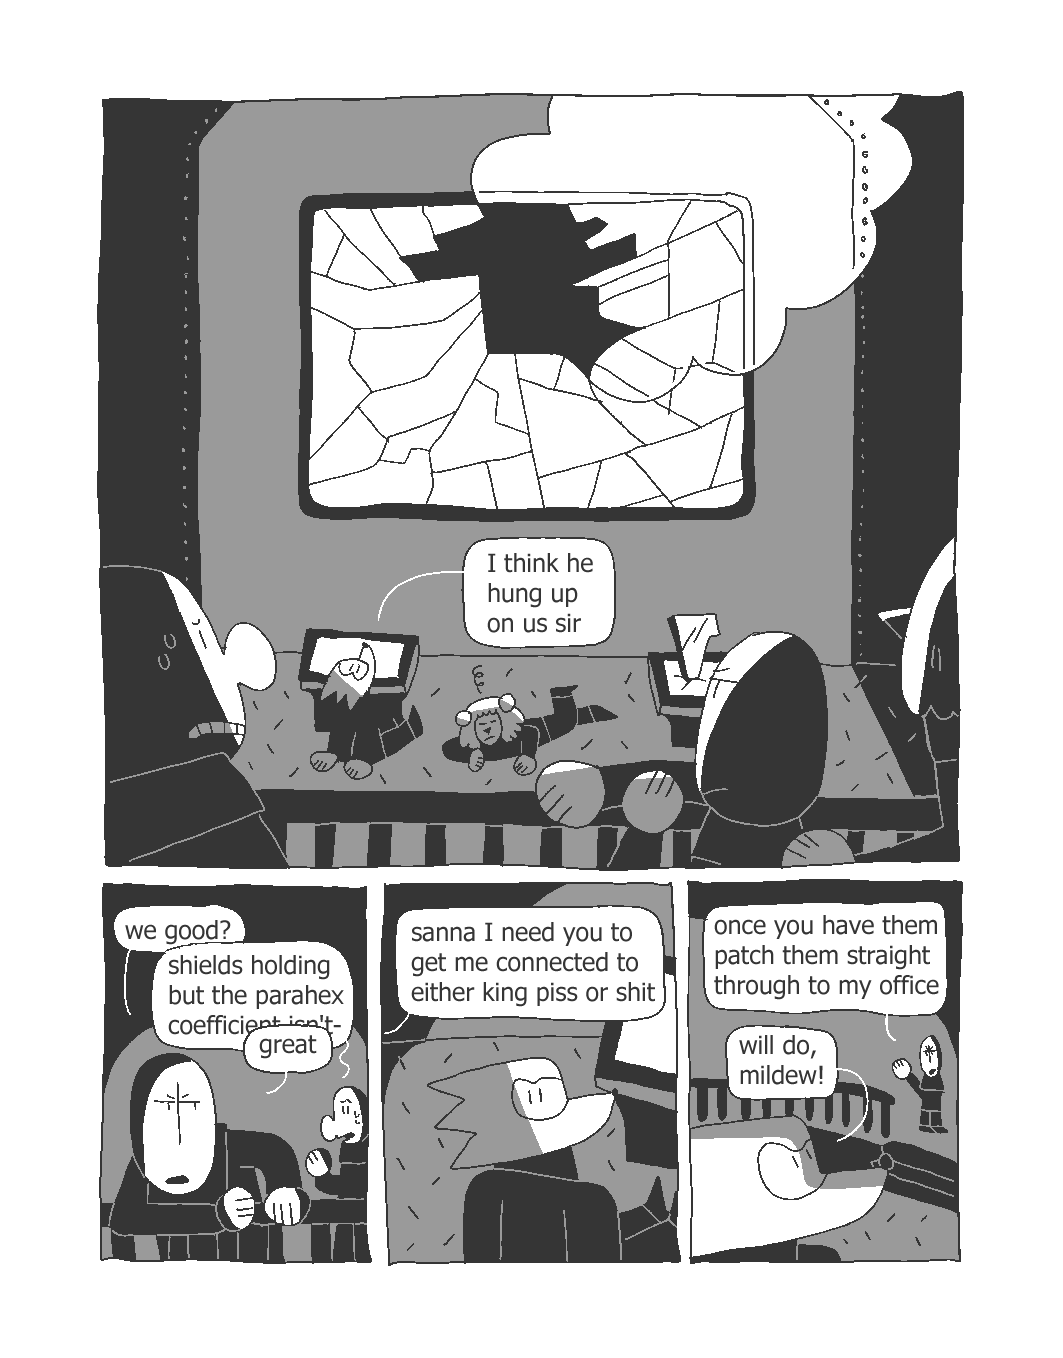 I think he
hung up
on us sir
we good?
shields holding
but the parahex
coefficient isn't-
great
sanna I need you to
get me connected to
either king piss or shit
once you have them
patch them straight
through to my office
will do,
mildew!